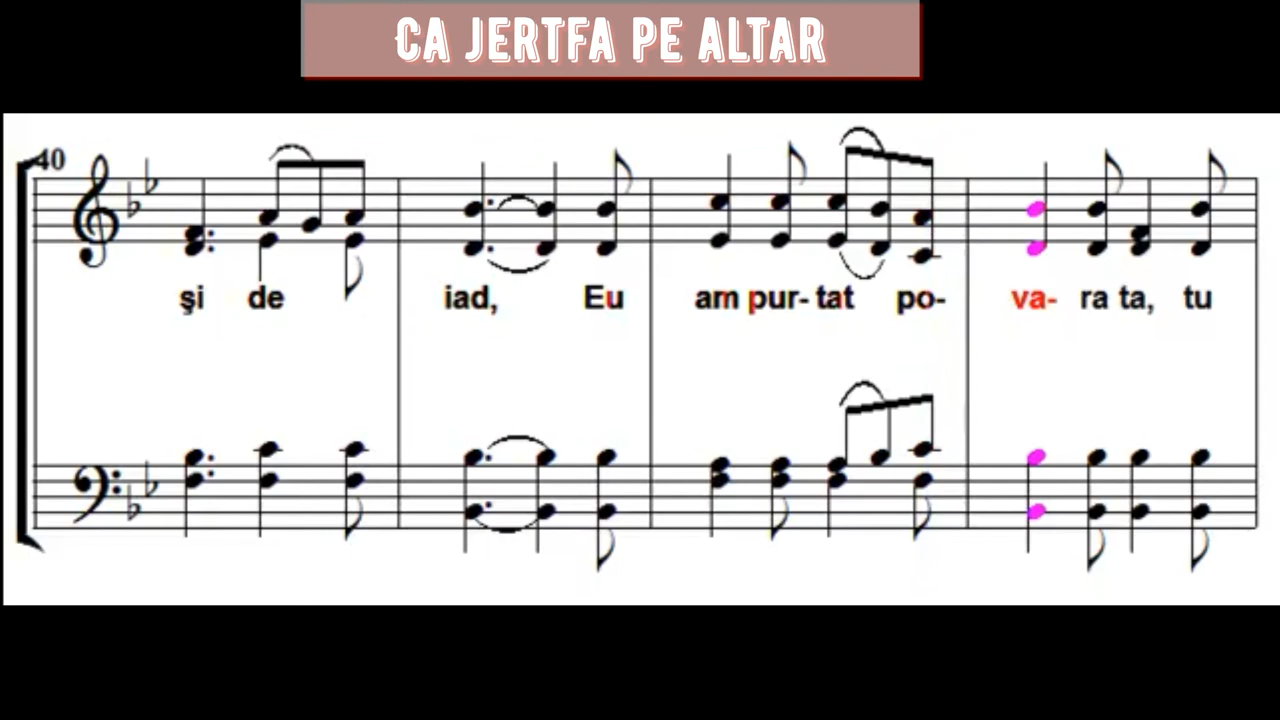 CA JERTFA PE ALTAR
40
şi de iad, Eu am pur- tat po- va- ra ta, tu